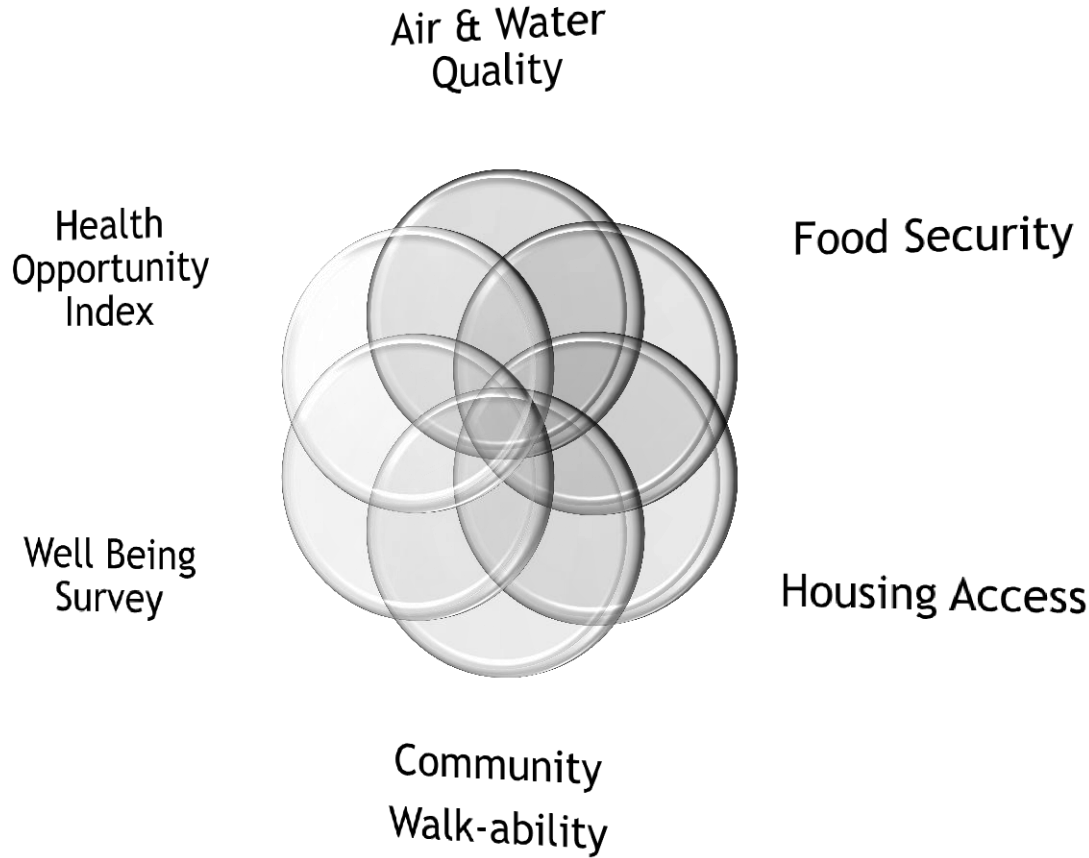 Air & Water
Quality
Health
Opportunity
Index
Food Security
Well Being
Survey
Housing Access
Community
Walk-ability